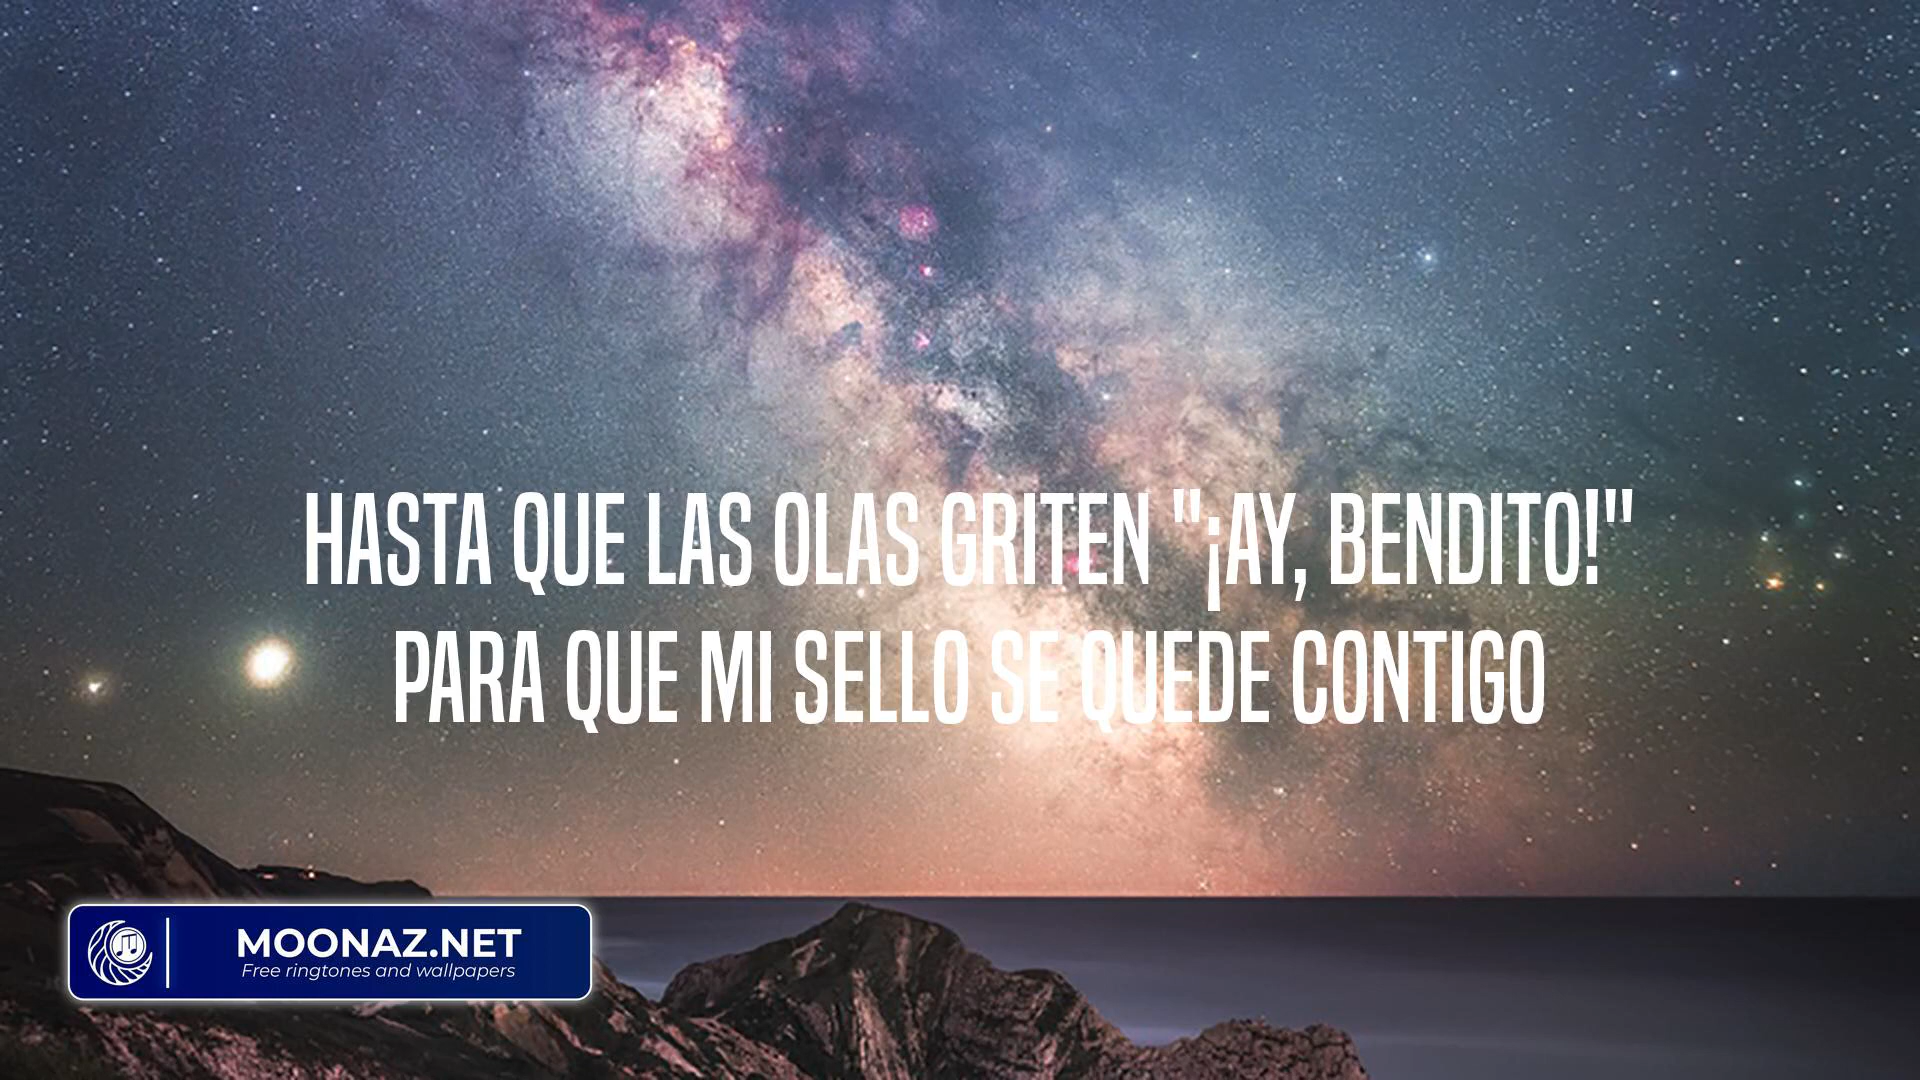 HASTA QUE LAS OLAS GRITEN "¡AY, BENDITO!"
PARA QUE MI SELLO SE QUEDE CONTIGO
MOONAZ.NET
Free ringtones and wallpapers